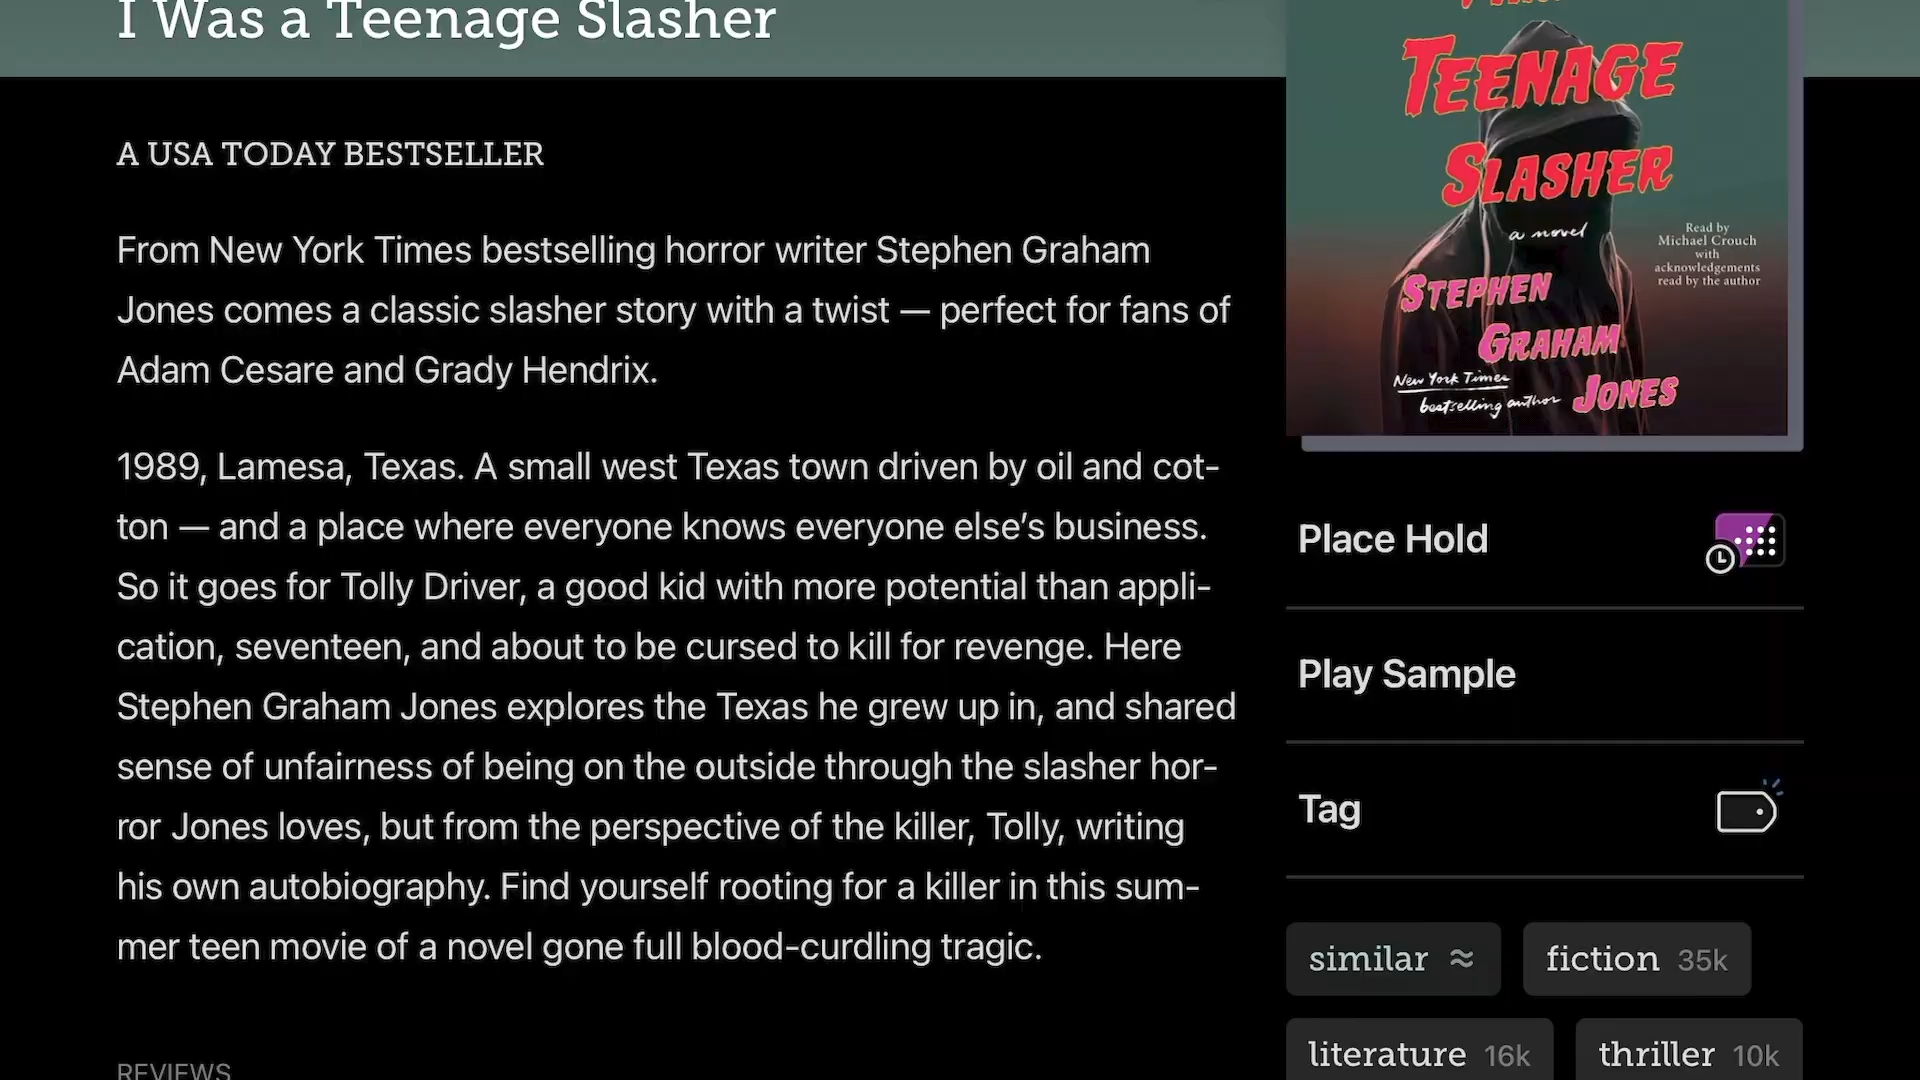 I Was a Teenage Slasher
A USA TODAY BESTSELLER
From New York Times bestselling horror writer Stephen Graham
Jones comes a classic slasher story with a twist — perfect for fans of
Adam Cesare and Grady Hendrix.
1989, Lamesa, Texas. A small west Texas town driven by oil and cot-
ton — and a place where everyone knows everyone else’s business.
So it goes for Tolly Driver, a good kid with more potential than appli-
cation, seventeen, and about to be cursed to kill for revenge. Here
Stephen Graham Jones explores the Texas he grew up in, and shared
sense of unfairness of being on the outside through the slasher hor-
ror Jones loves, but from the perspective of the killer, Tolly, writing
his own autobiography. Find yourself rooting for a killer in this sum-
mer teen movie of a novel gone full blood-curdling tragic.
REVIEWS
TEENAGE
SLASHER
a novel
Read by
Michael Crouch
with
acknowledgements
read by the author
STEPHEN
GRAHAM
JONES
New York Times
bestselling author
Place Hold
Play Sample
Tag
similar ≈
fiction 35k
literature 16k
thriller 10k